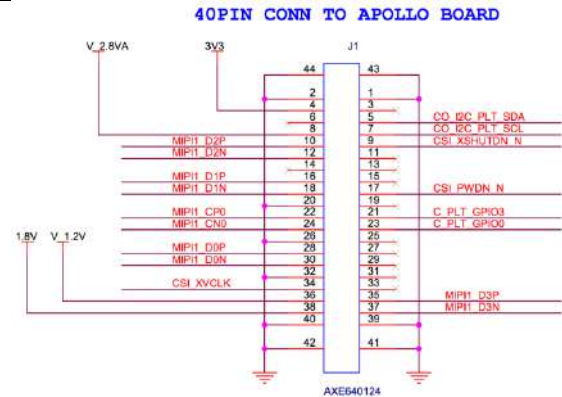 40PIN CONN TO APOLLO BOARD
V_2.8VA 3V3 J1
44 43
2 1
4 3
6 5 CO_I2C_PLT_SDA
8 7 CO_I2C_PLT_SCL
MIPI1_D2P 10 9 CSI_XSHUTDN_N
MIPI1_D2N 12 11
14 13
MIPI1_D1P 16 15
MIPI1_D1N 18 17 CSI_PWDN_N
20 19
MIPI1_CP0 22 21 C_PLT_GPIO3
MIPI1_CN0 24 23 C_PLT_GPIO0
1.8V V_1.2V 26 25
MIPI1_D0P 28 27
MIPI1_D0N 30 29
32 31
CSI_XVCLK 34 33
36 35 MIPI1_D3P
38 37 MIPI1_D3N
40 39
42 41
AXE640124